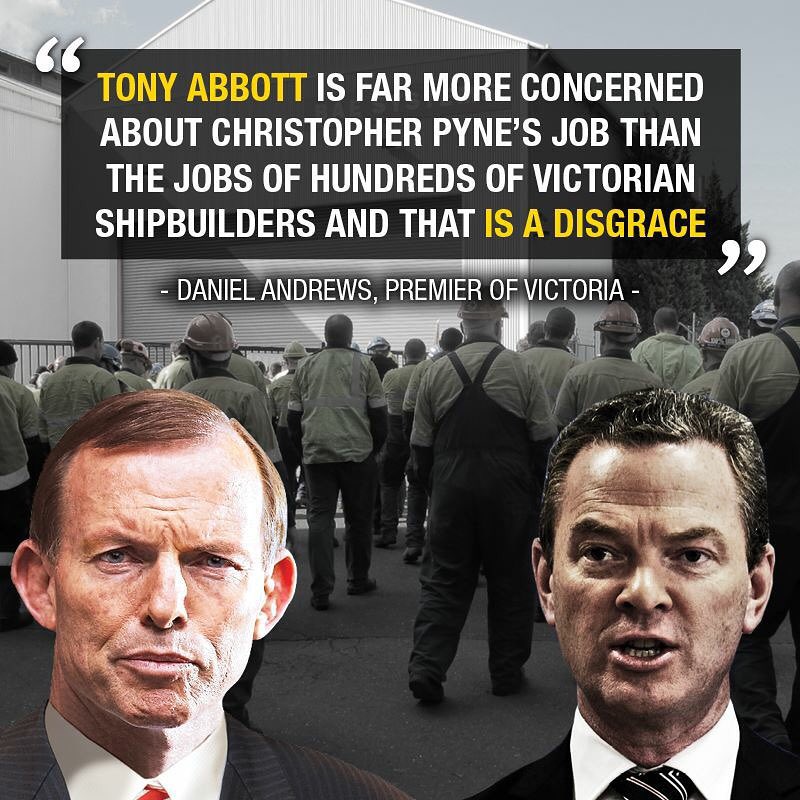 “
TONY ABBOTT IS FAR MORE CONCERNED
ABOUT CHRISTOPHER PYNE’S JOB THAN
THE JOBS OF HUNDREDS OF VICTORIAN
SHIPBUILDERS AND THAT IS A DISGRACE
”
- DANIEL ANDREWS, PREMIER OF VICTORIA -